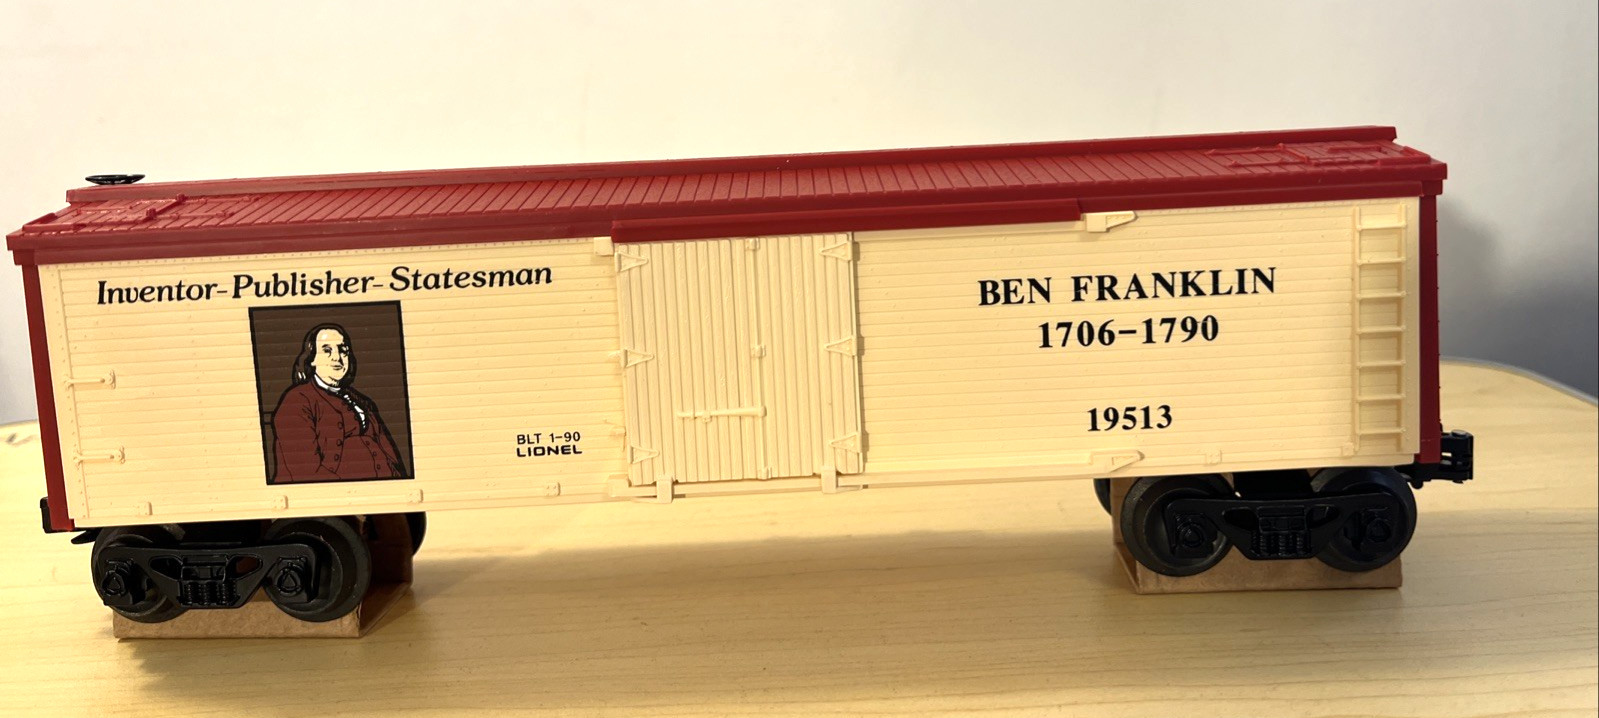 Inventor-Publisher-Statesman
BLT 1-90
LIONEL
BEN FRANKLIN
1706-1790
19513